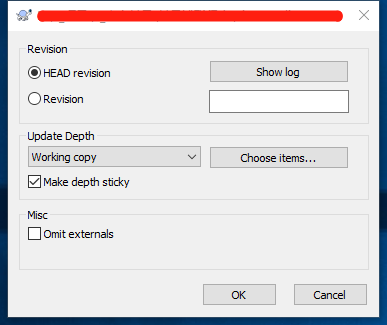 Revision
HEAD revision
Show log
Revision
Update Depth
Working copy
Choose items...
Make depth sticky
Misc
Omit externals
OK
Cancel